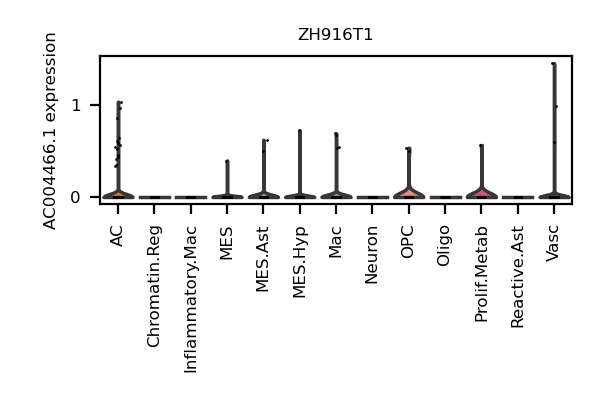 ZH916T1
AC004466.1 expression
1
0
AC
Chromatin.Reg
Inflammatory.Mac
MES
MES.Ast
MES.Hyp
Mac
Neuron
OPC
Oligo
Prolif.Metab
Reactive.Ast
Vasc